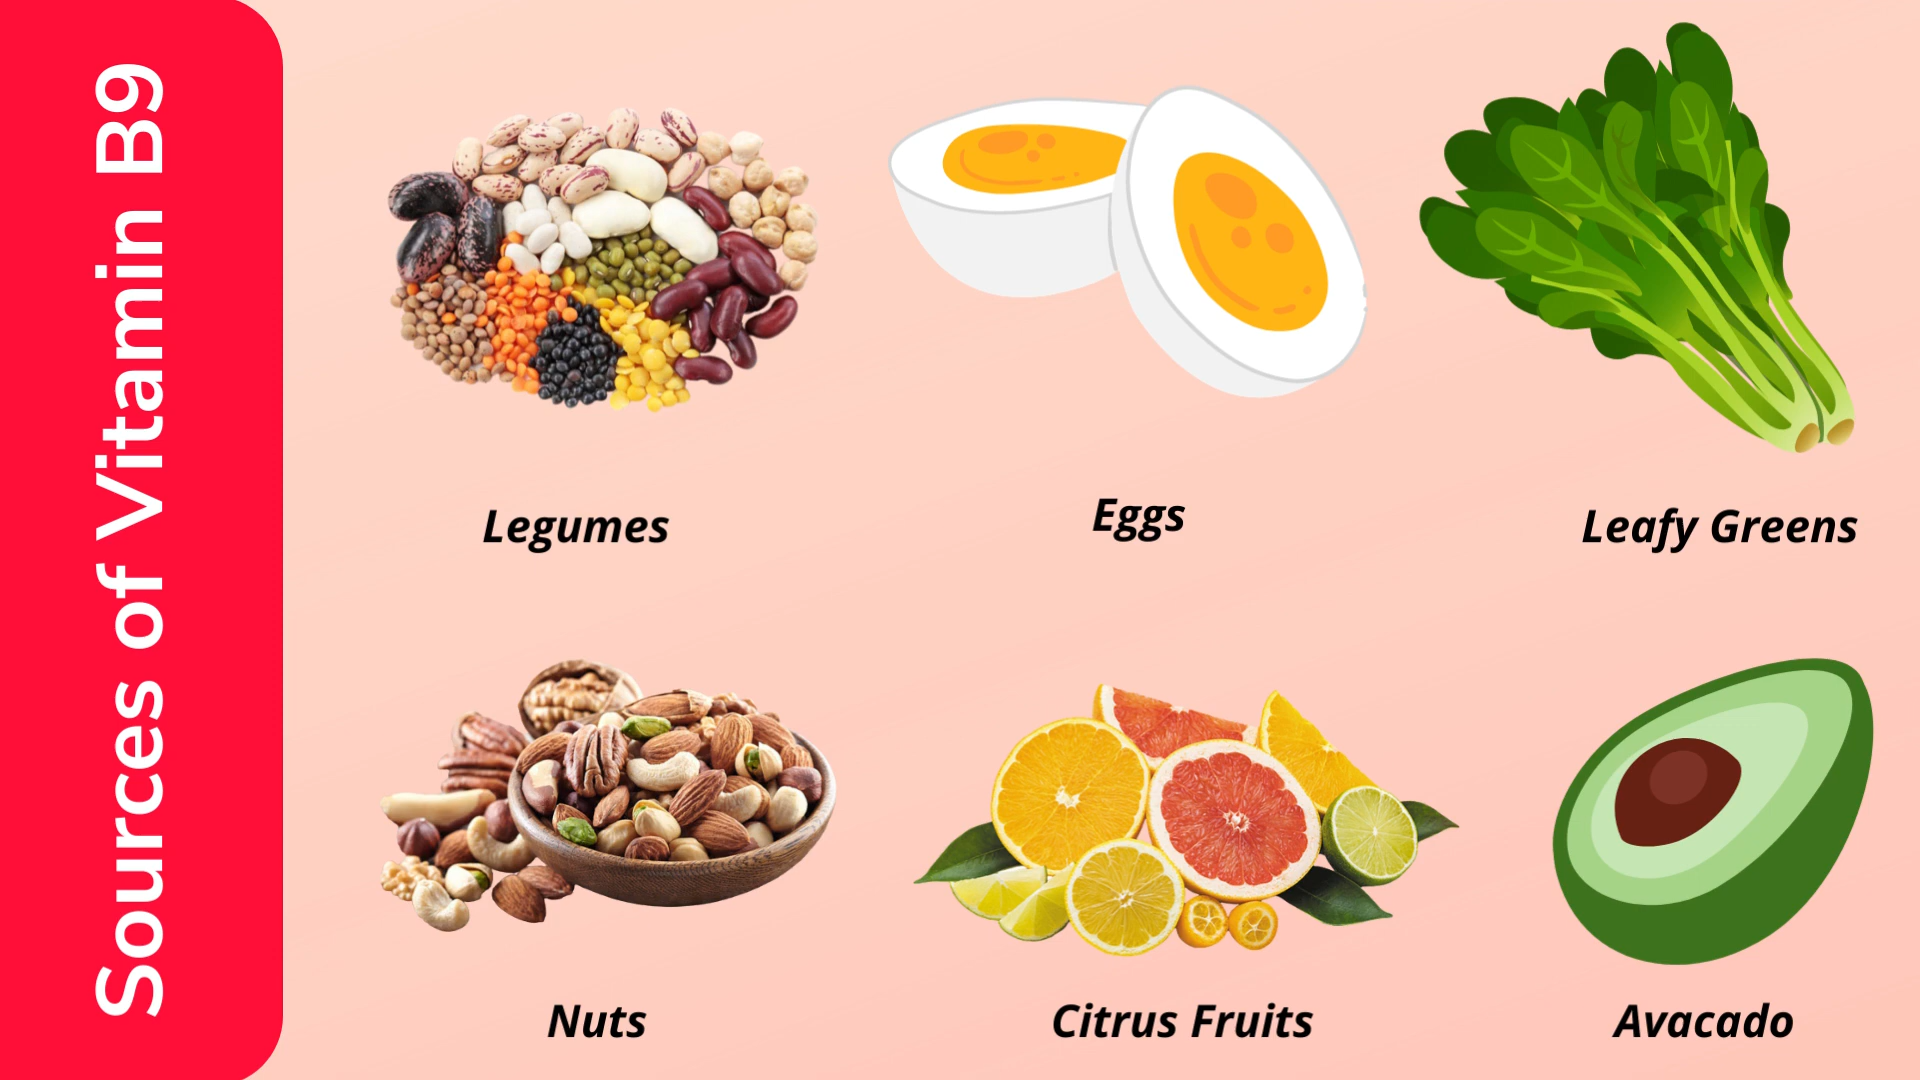 Sources of Vitamin B9
Legumes
Eggs
Leafy Greens
Nuts
Citrus Fruits
Avacado